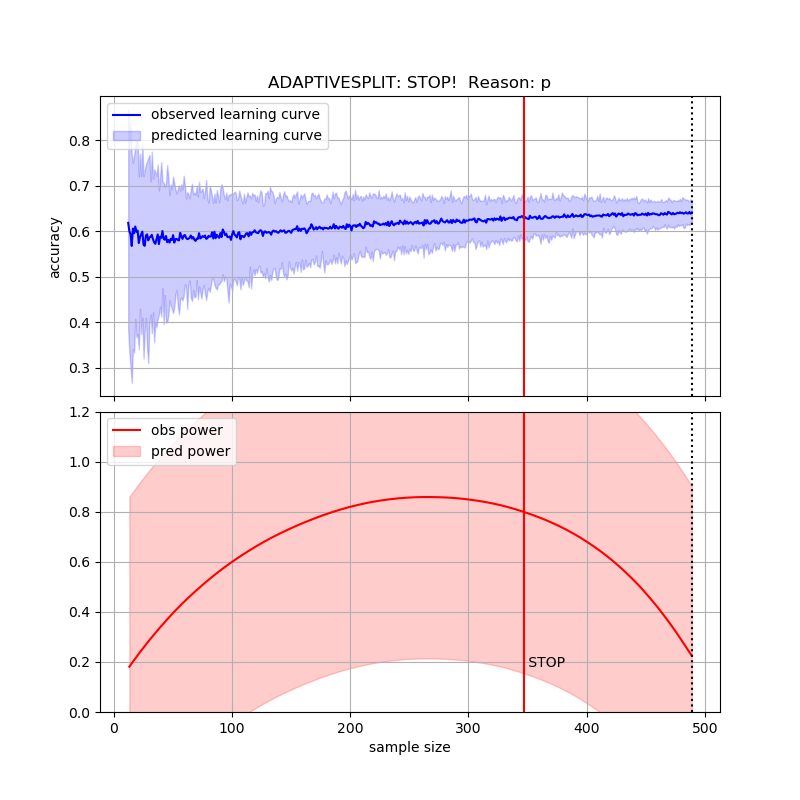 ADAPTIVESPLIT: STOP!  Reason: p
observed learning curve
predicted learning curve
accuracy
0.8
0.7
0.6
0.5
0.4
0.3
obs power
pred power
1.2
1.0
0.8
0.6
0.4
0.2
0.0
STOP
0 100 200 300 400 500
sample size